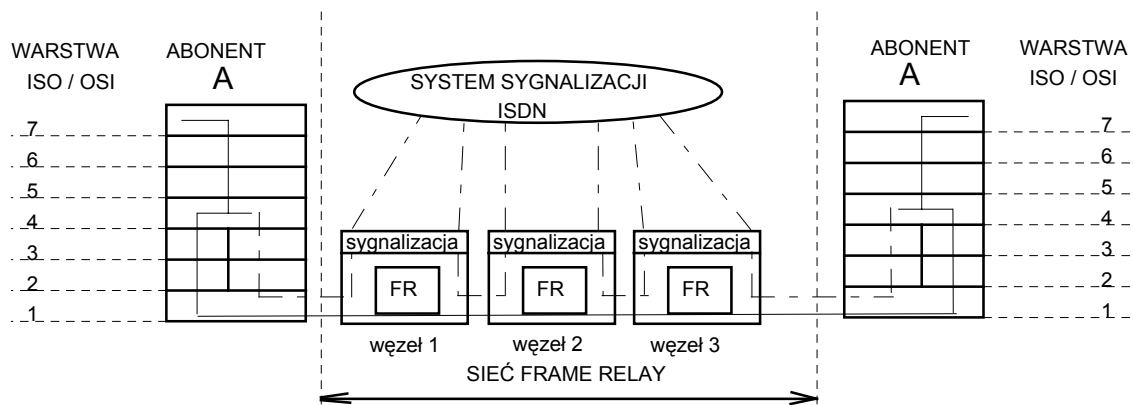 WARSTWA
ISO / OSI
ABONENT
A
7
6
5
4
3
2
1
SYSTEM SYGNALIZACJI
ISDN
sygnalizacja
sygnalizacja
sygnalizacja
FR
FR
FR
węzeł 1
węzeł 2
węzeł 3
SIEĆ FRAME RELAY
ABONENT
A
WARSTWA
ISO / OSI
7
6
5
4
3
2
1